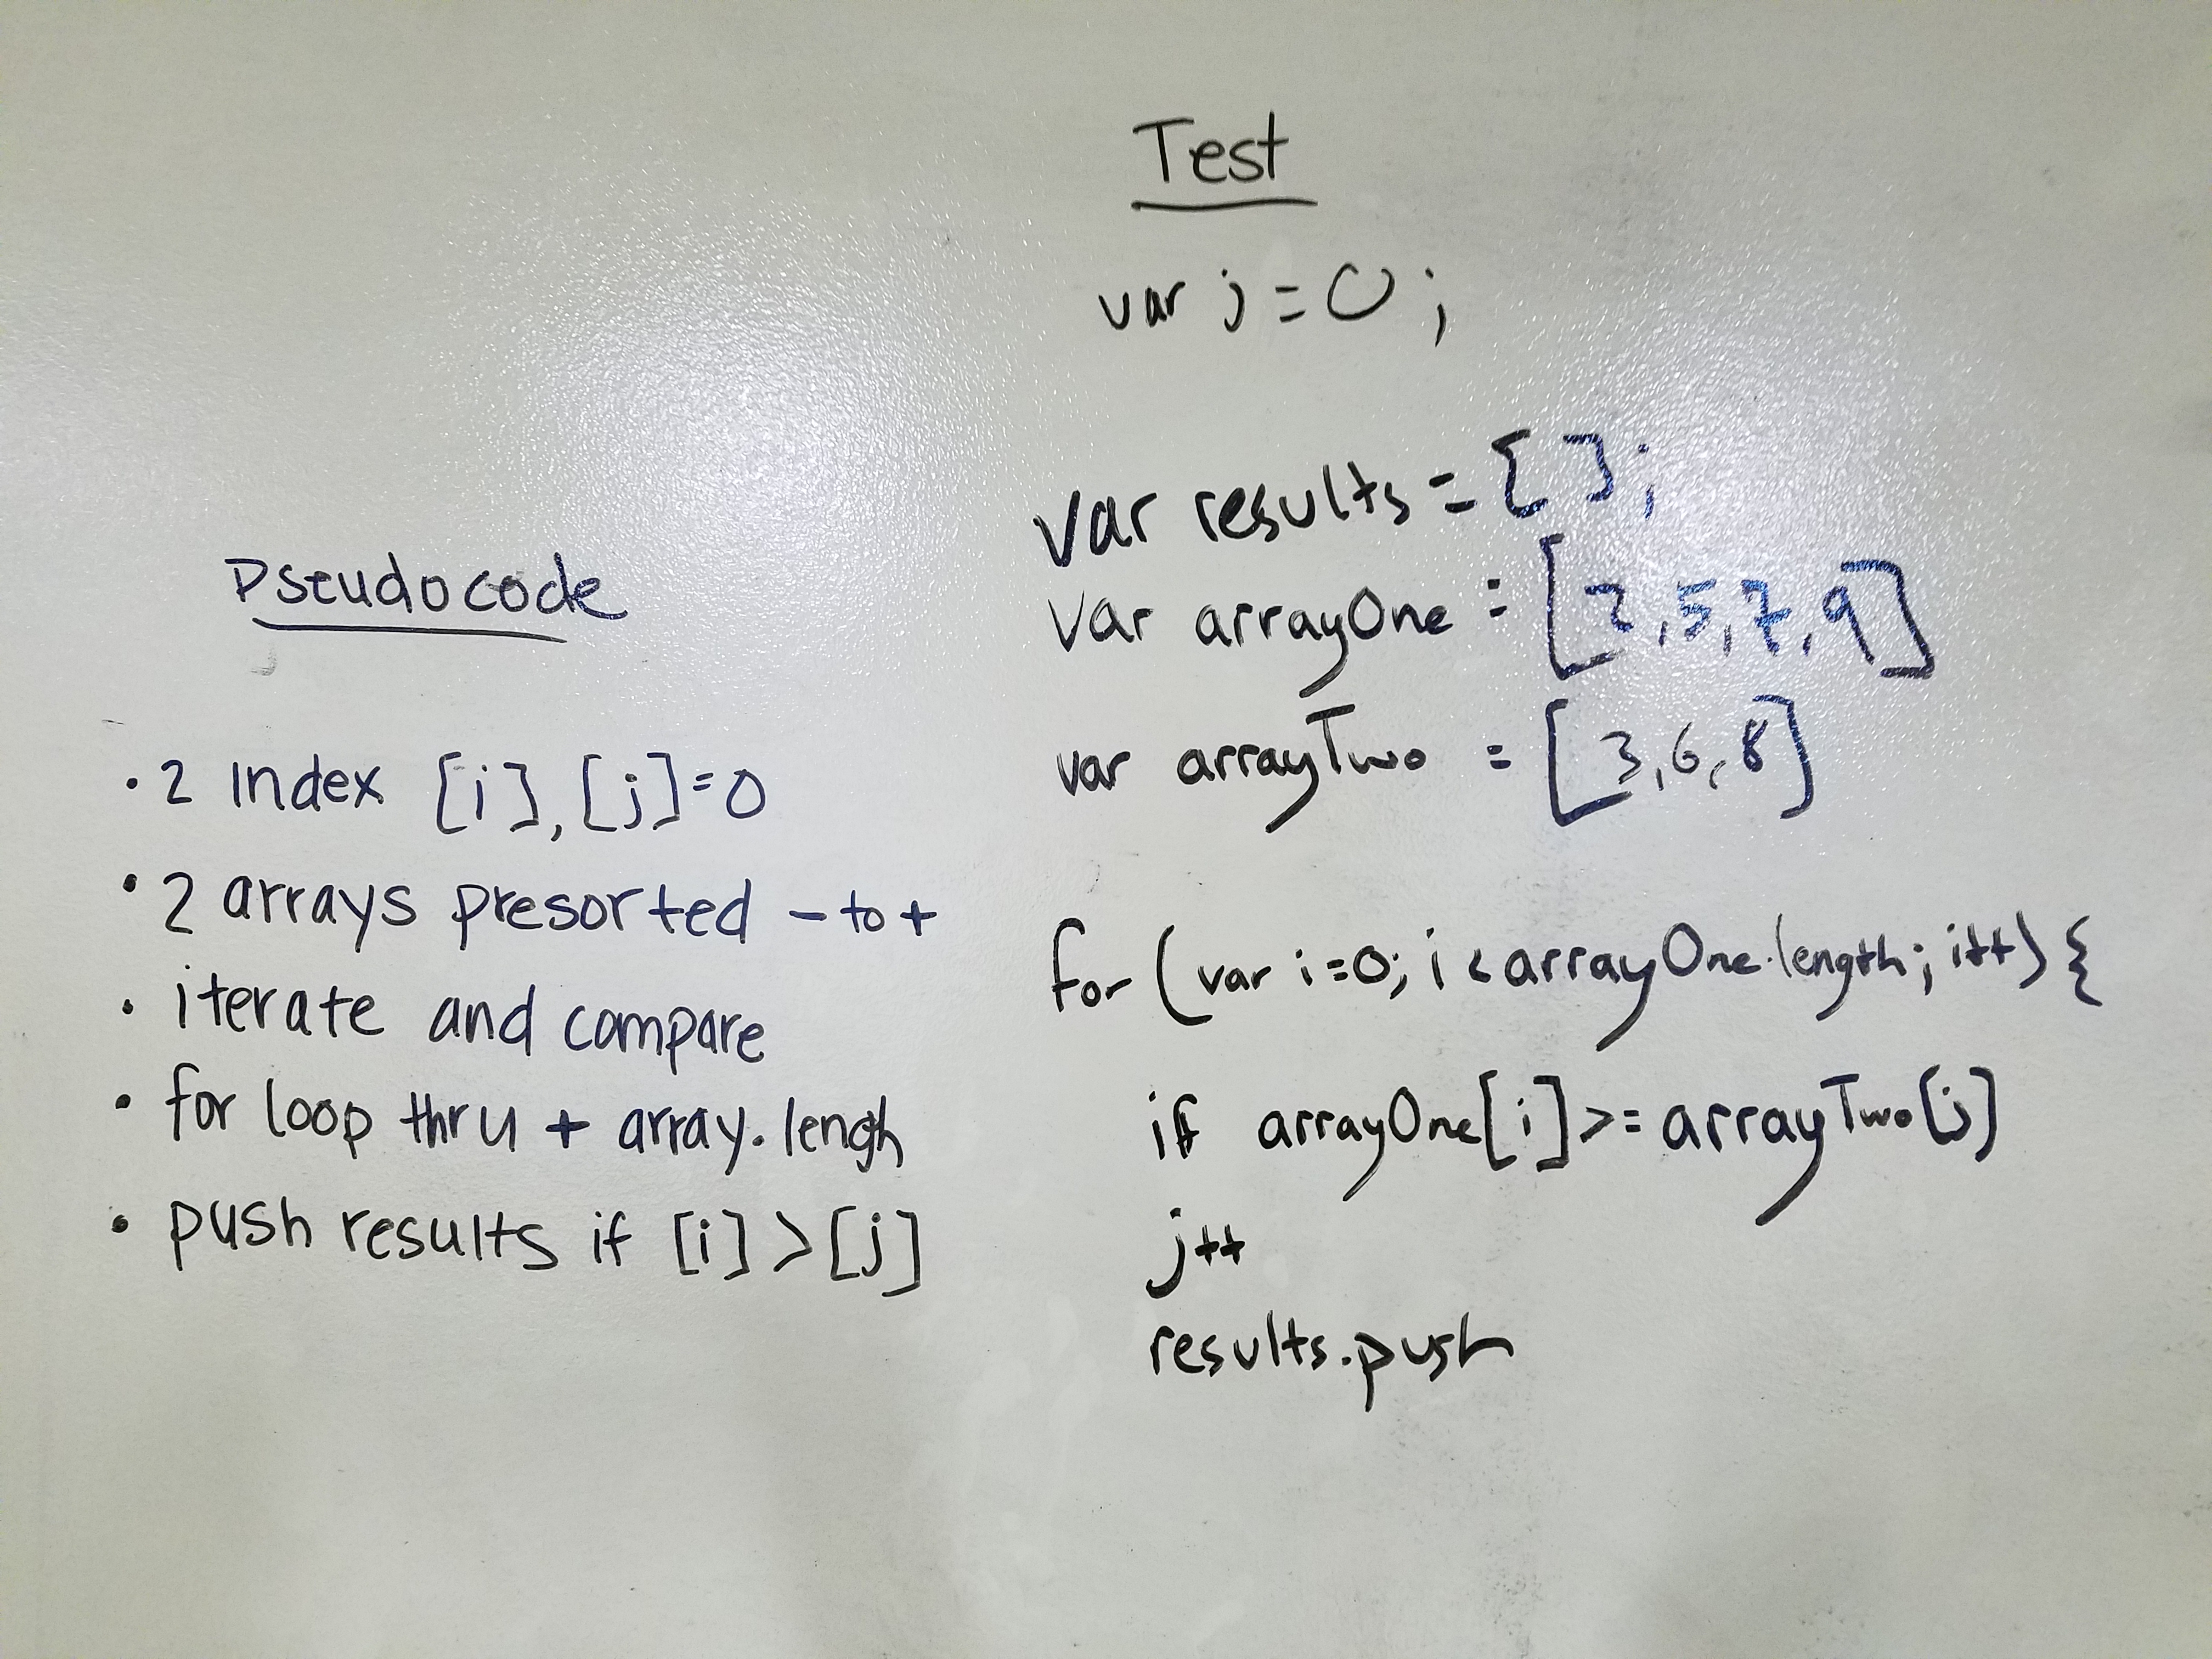 Pseudocode
• 2 index [i], [j]=0
• 2 arrays presorted - to +
• iterate and compare
• for loop thru + array.lengh
• push results if [i] > [j]
Test
var j = 0 ;
var results = [ ];
var arrayOne = [2,5,7,9]
var arrayTwo = [3,6,8]
for (var i=0; i < arrayOne.length; i++) {
if arrayOne[i] >= arrayTwo[j]
j++
results.push